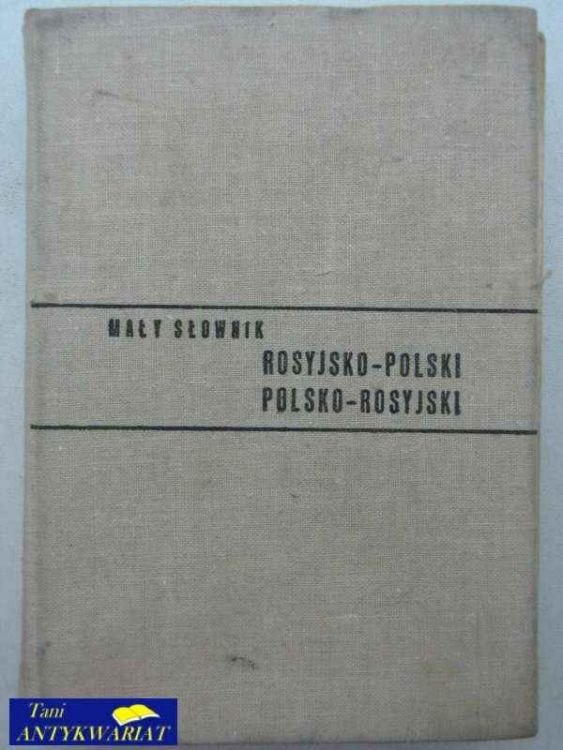 MAŁY SŁOWNIK
ROSYJSKO-POLSKI
POLSKO-ROSYJSKI
Tani
ANTYKWARIAT